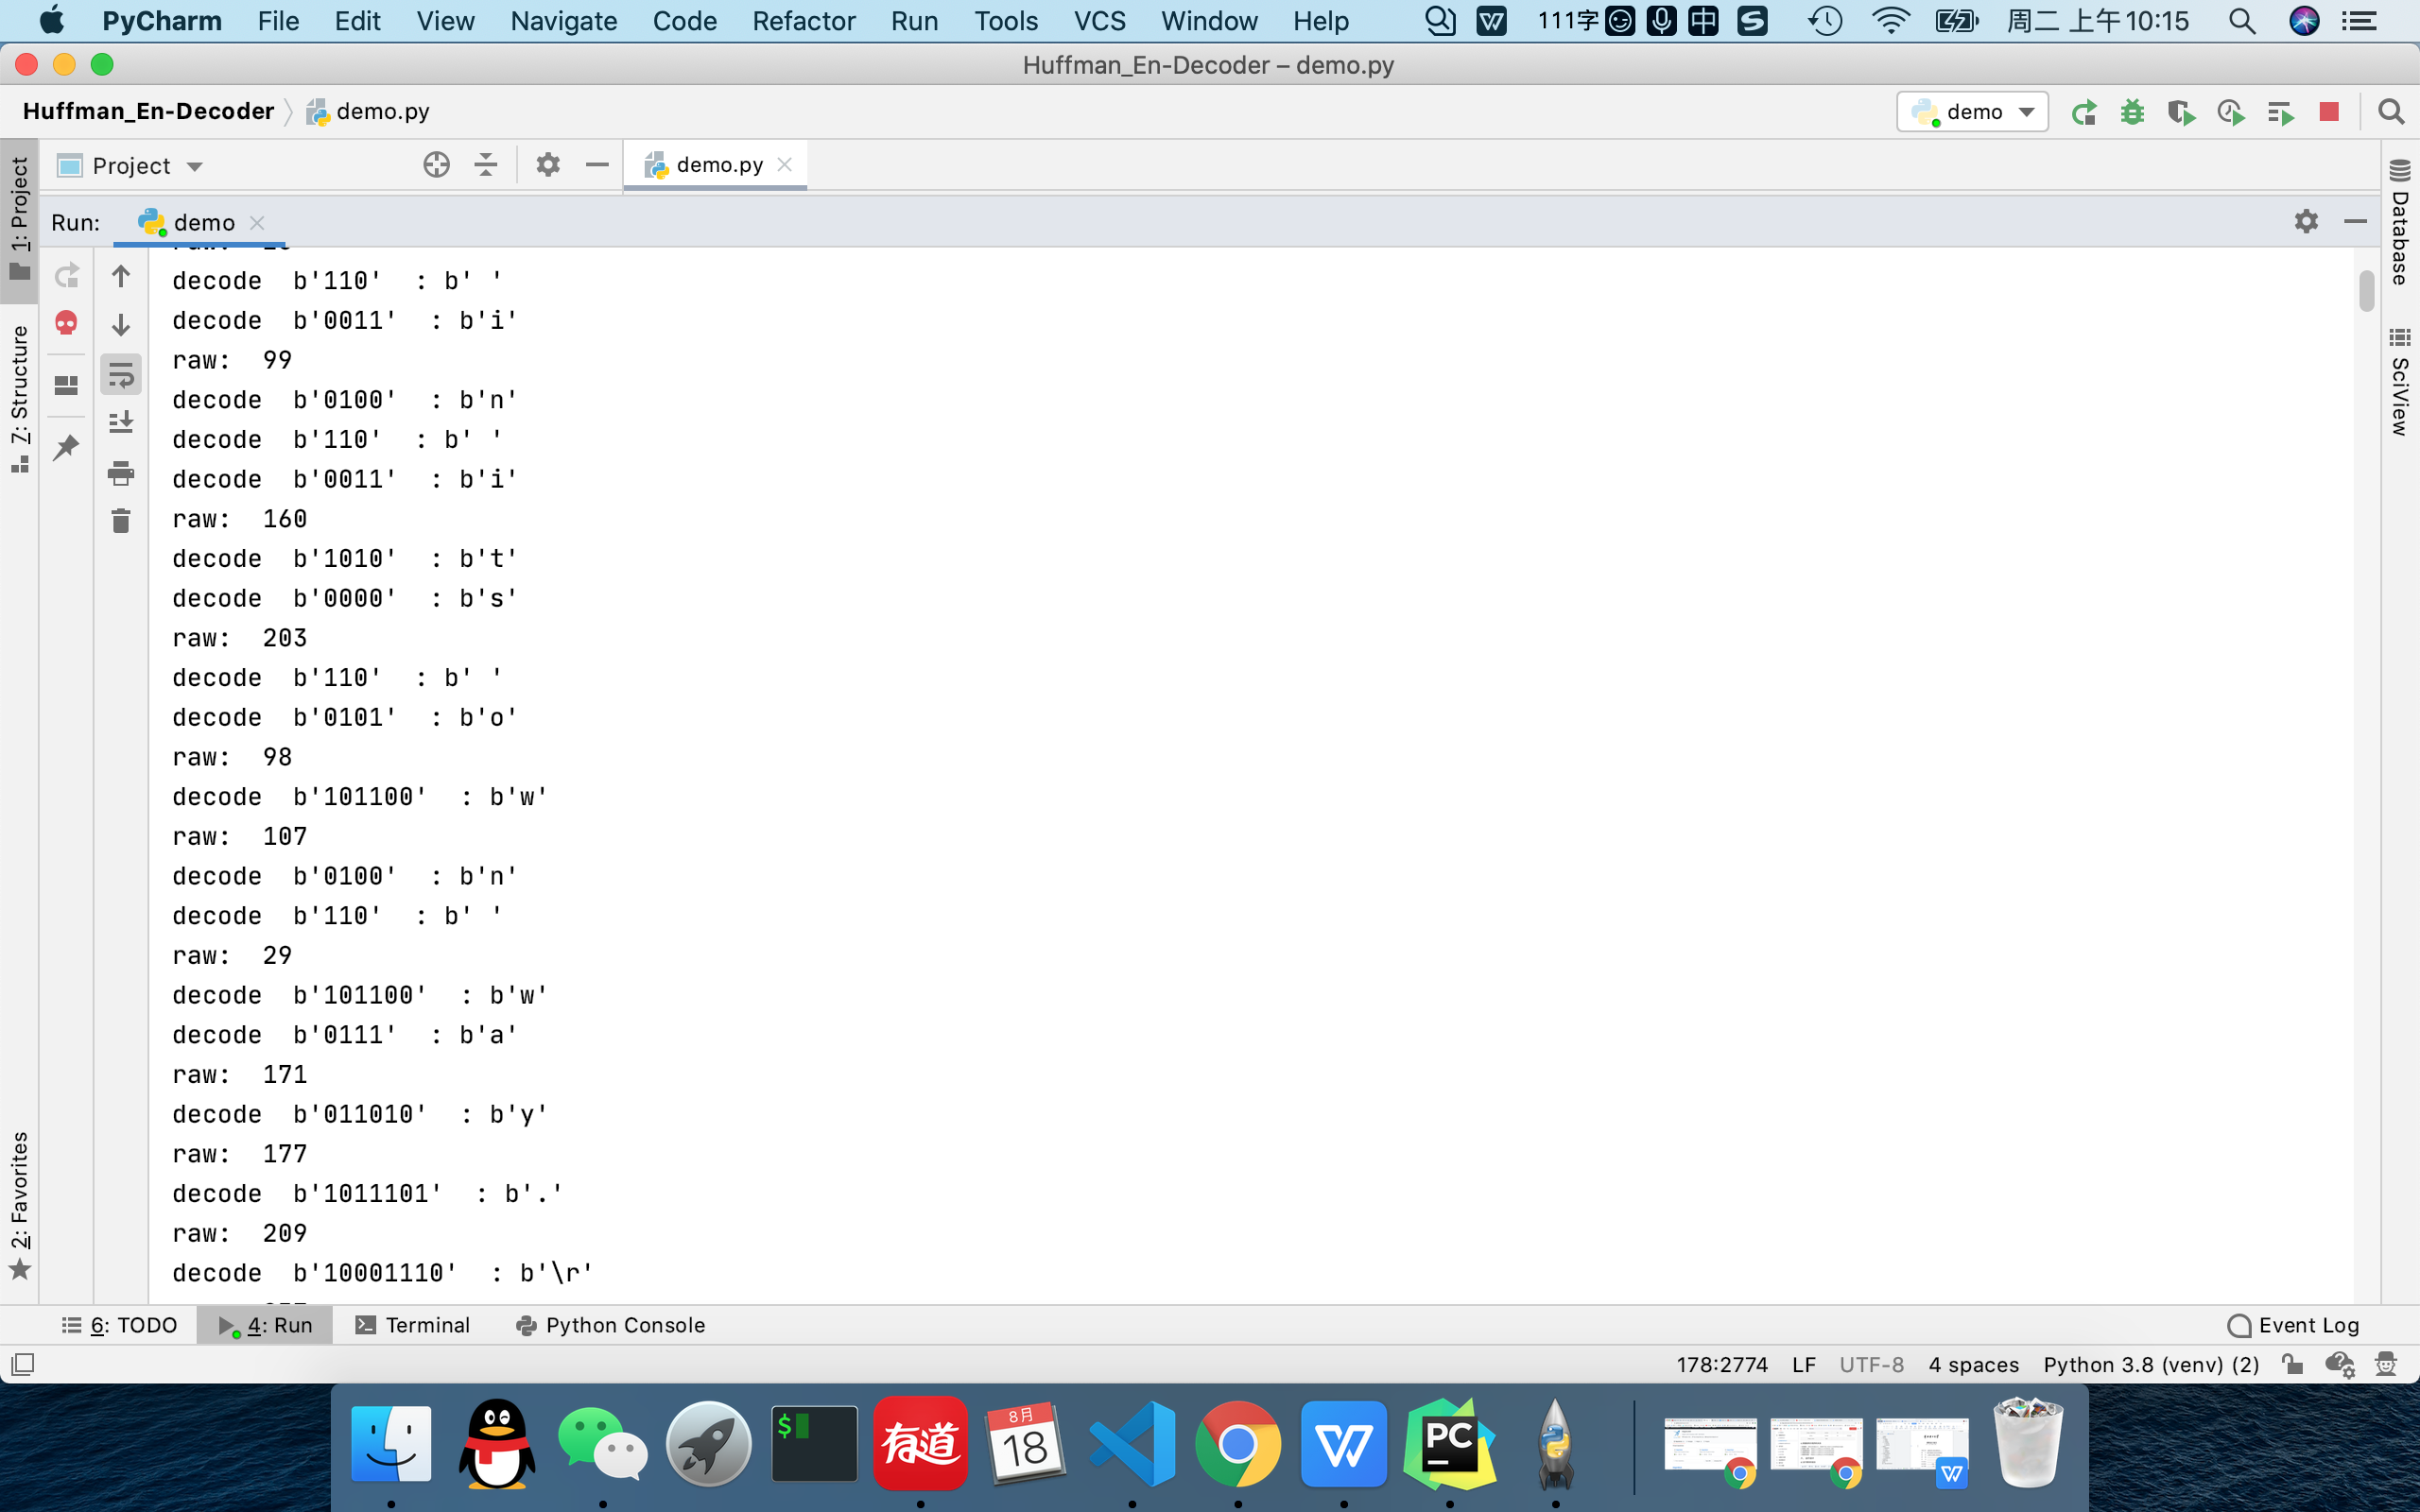 PyCharm File Edit View Navigate Code Refactor Run Tools VCS Window Help 111字 中 S 周二 上午10:15
Huffman_En-Decoder – demo.py
Huffman_En-Decoder demo.py demo
Project demo.py
Run: demo
decode  b'110'  : b' '
decode  b'0011'  : b'i'
raw:  99
decode  b'0100'  : b'n'
decode  b'110'  : b' '
decode  b'0011'  : b'i'
raw:  160
decode  b'1010'  : b't'
decode  b'0000'  : b's'
raw:  203
decode  b'110'  : b' '
decode  b'0101'  : b'o'
raw:  98
decode  b'101100'  : b'w'
raw:  107
decode  b'0100'  : b'n'
decode  b'110'  : b' '
raw:  29
decode  b'101100'  : b'w'
decode  b'0111'  : b'a'
raw:  171
decode  b'011010'  : b'y'
raw:  177
decode  b'1011101'  : b'.'
raw:  209
decode  b'10001110'  : b'\r'
1: Project
7: Structure
2: Favorites
Database
SciView
6: TODO 4: Run Terminal Python Console Event Log
178:2774 LF UTF-8 4 spaces Python 3.8 (venv) (2)
$ 有道 8月 18 W PC W